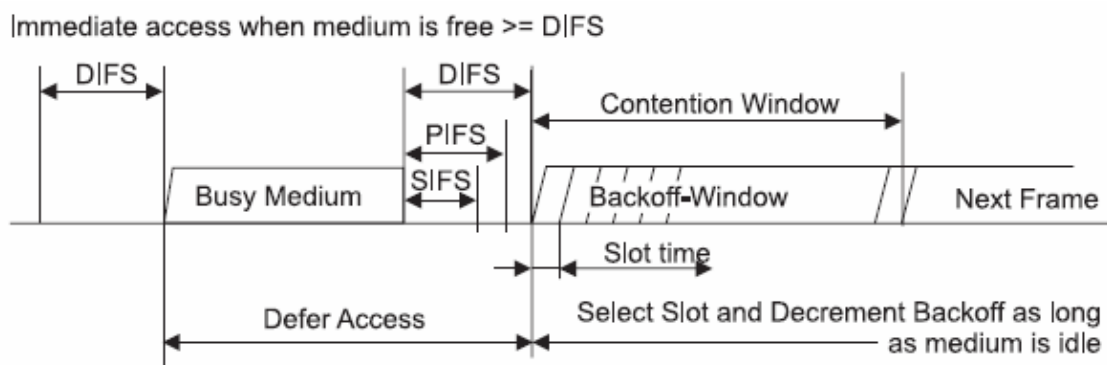 Immediate access when medium is free >= DIFS
DIFS
DIFS
Contention Window
PIFS
SIFS
Busy Medium
Backoff-Window
Next Frame
Slot time
Defer Access
Select Slot and Decrement Backoff as long
as medium is idle